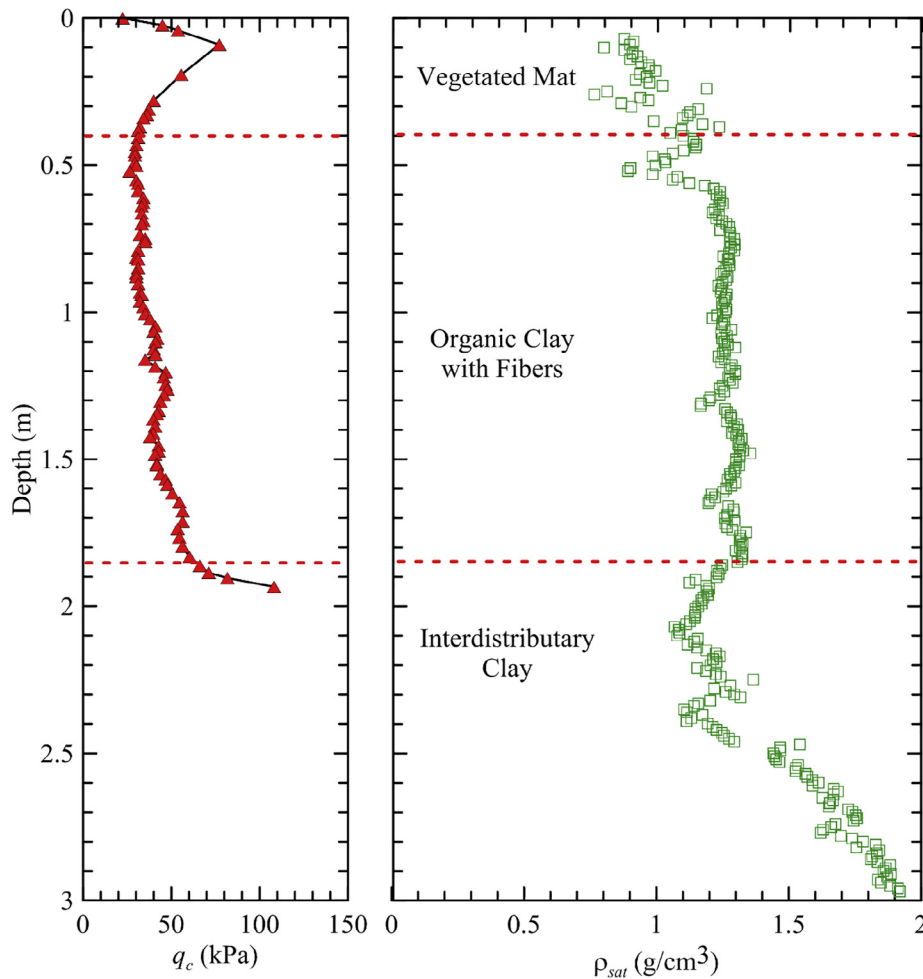 Depth (m)
0
0.5
1
1.5
2
2.5
3
0 50 100 150
q_c (kPa)
Vegetated Mat
Organic Clay
with Fibers
Interdistributary
Clay
0 0.5 1 1.5 2
ρ_sat (g/cm³)